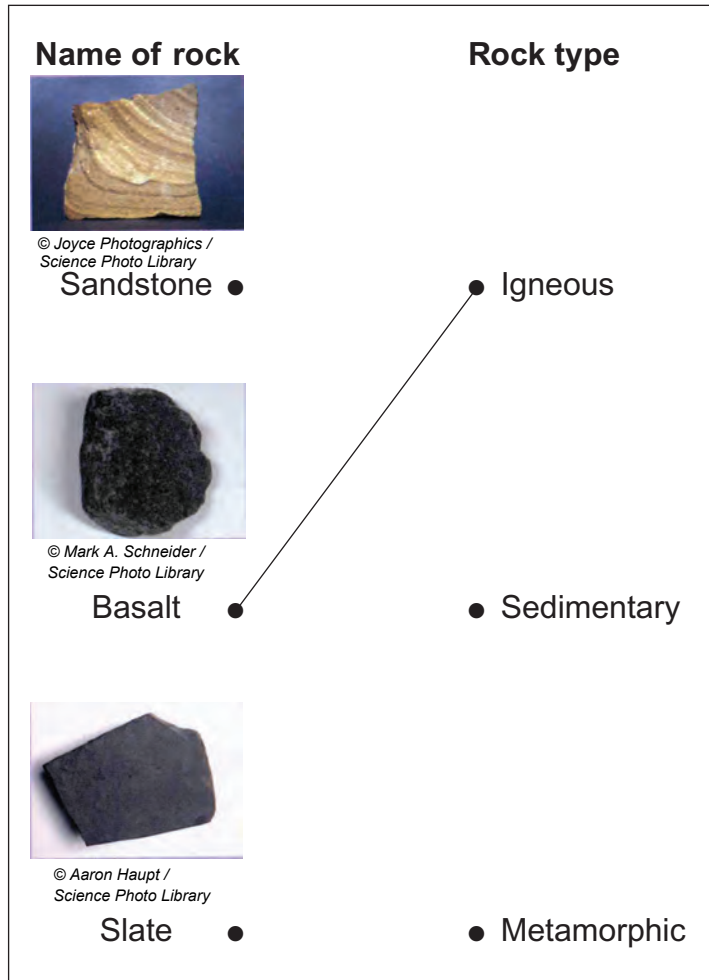 Name of rock
Rock type
© Joyce Photographics /
Science Photo Library
Sandstone
Igneous
© Mark A. Schneider /
Science Photo Library
Basalt
Sedimentary
© Aaron Haupt /
Science Photo Library
Slate
Metamorphic